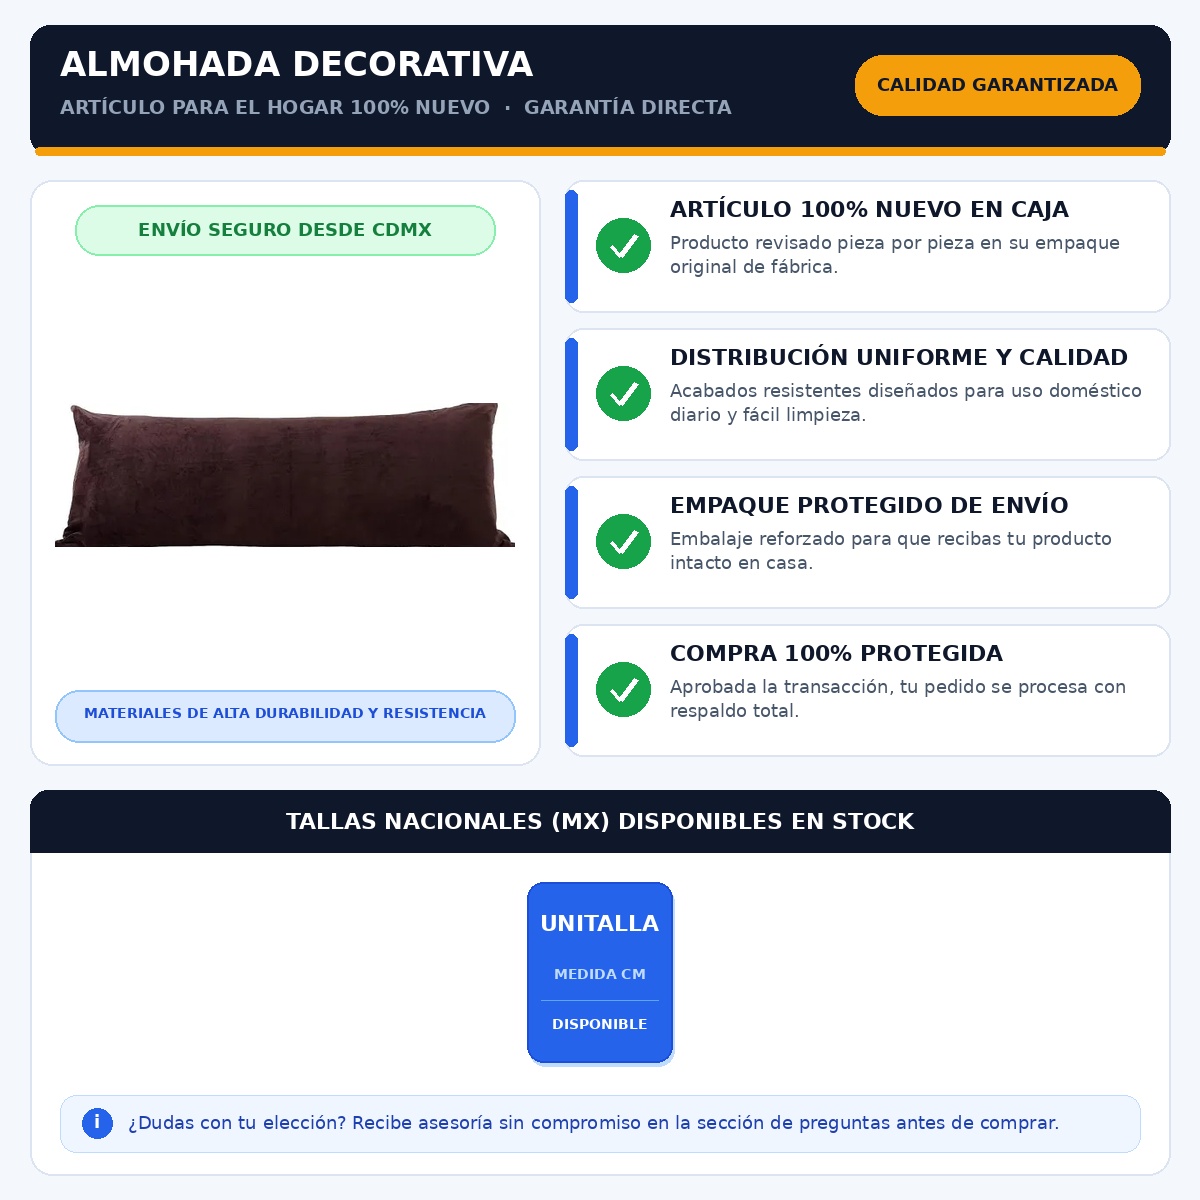 ALMOHADA DECORATIVA
ARTÍCULO PARA EL HOGAR 100% NUEVO · GARANTÍA DIRECTA
CALIDAD GARANTIZADA
ENVÍO SEGURO DESDE CDMX
MATERIALES DE ALTA DURABILIDAD Y RESISTENCIA
ARTÍCULO 100% NUEVO EN CAJA
Producto revisado pieza por pieza en su empaque
original de fábrica.
DISTRIBUCIÓN UNIFORME Y CALIDAD
Acabados resistentes diseñados para uso doméstico
diario y fácil limpieza.
EMPAQUE PROTEGIDO DE ENVÍO
Embalaje reforzado para que recibas tu producto
intacto en casa.
COMPRA 100% PROTEGIDA
Aprobada la transacción, tu pedido se procesa con
respaldo total.
TALLAS NACIONALES (MX) DISPONIBLES EN STOCK
UNITALLA
MEDIDA CM
DISPONIBLE
i ¿Dudas con tu elección? Recibe asesoría sin compromiso en la sección de preguntas antes de comprar.